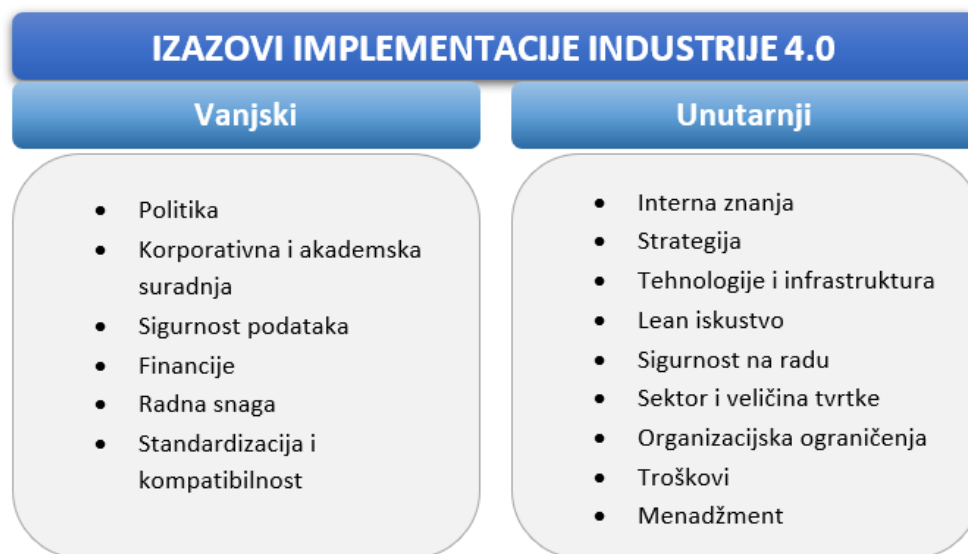 IZAZOVI IMPLEMENTACIJE INDUSTRIJE 4.0
Vanjski
• Politika
• Korporativna i akademska
suradnja
• Sigurnost podataka
• Financije
• Radna snaga
• Standardizacija i
kompatibilnost
Unutarnji
• Interna znanja
• Strategija
• Tehnologije i infrastruktura
• Lean iskustvo
• Sigurnost na radu
• Sektor i veličina tvrtke
• Organizacijska ograničenja
• Troškovi
• Menadžment